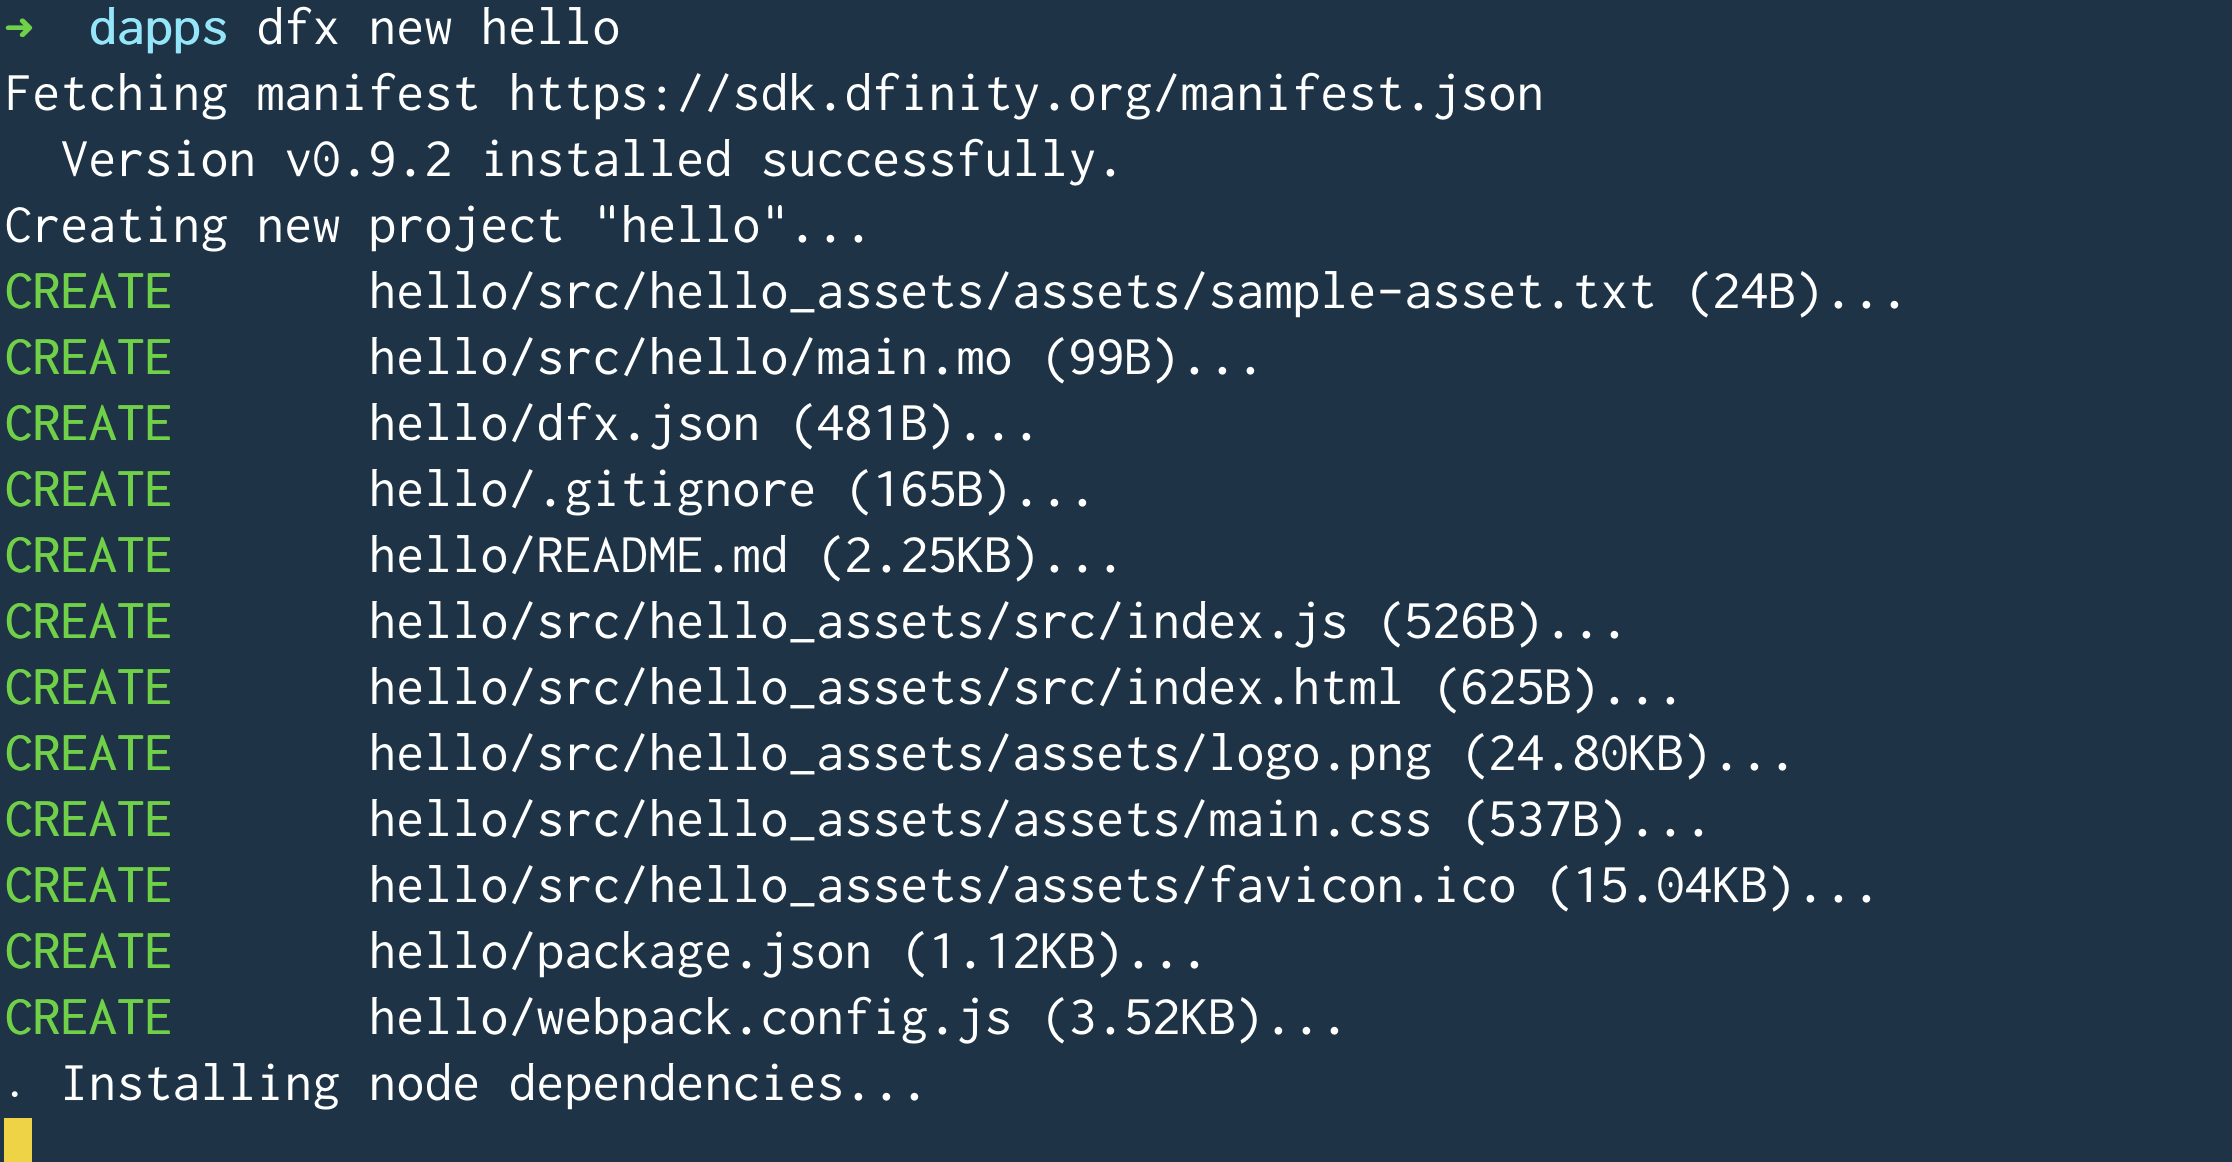 ➜  dapps dfx new hello
Fetching manifest https://sdk.dfinity.org/manifest.json
  Version v0.9.2 installed successfully.
Creating new project "hello"...
CREATE       hello/src/hello_assets/assets/sample-asset.txt (24B)...
CREATE       hello/src/hello/main.mo (99B)...
CREATE       hello/dfx.json (481B)...
CREATE       hello/.gitignore (165B)...
CREATE       hello/README.md (2.25KB)...
CREATE       hello/src/hello_assets/src/index.js (526B)...
CREATE       hello/src/hello_assets/src/index.html (625B)...
CREATE       hello/src/hello_assets/assets/logo.png (24.80KB)...
CREATE       hello/src/hello_assets/assets/main.css (537B)...
CREATE       hello/src/hello_assets/assets/favicon.ico (15.04KB)...
CREATE       hello/package.json (1.12KB)...
CREATE       hello/webpack.config.js (3.52KB)...
. Installing node dependencies...